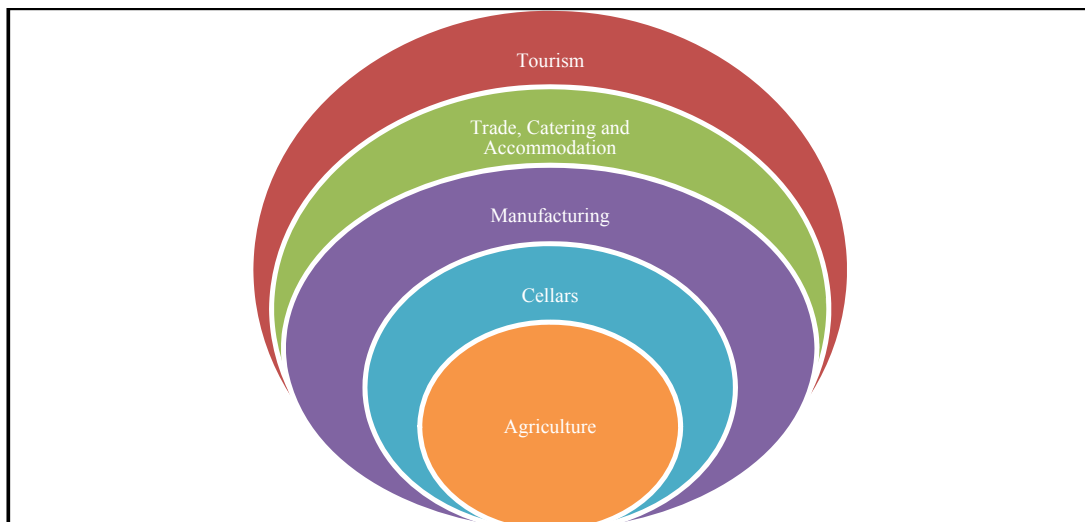 Tourism
Trade, Catering and
Accommodation
Manufacturing
Cellars
Agriculture